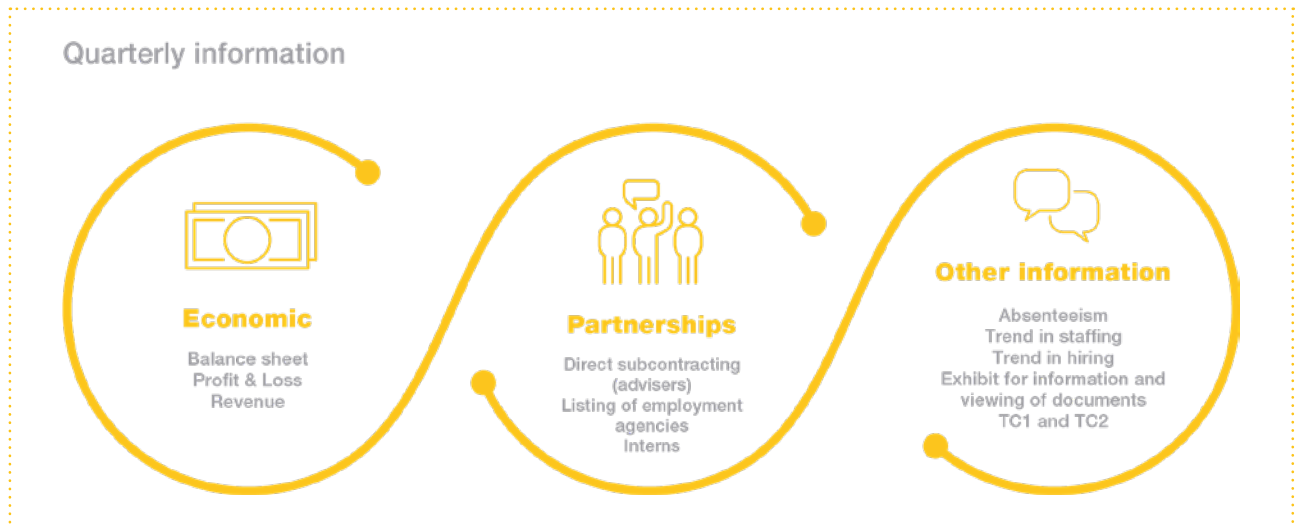 Quarterly information
Economic
Balance sheet
Profit & Loss
Revenue
Partnerships
Direct subcontracting
(advisers)
Listing of employment
agencies
Interns
Other information
Absenteeism
Trend in staffing
Trend in hiring
Exhibit for information and
viewing of documents
TC1 and TC2